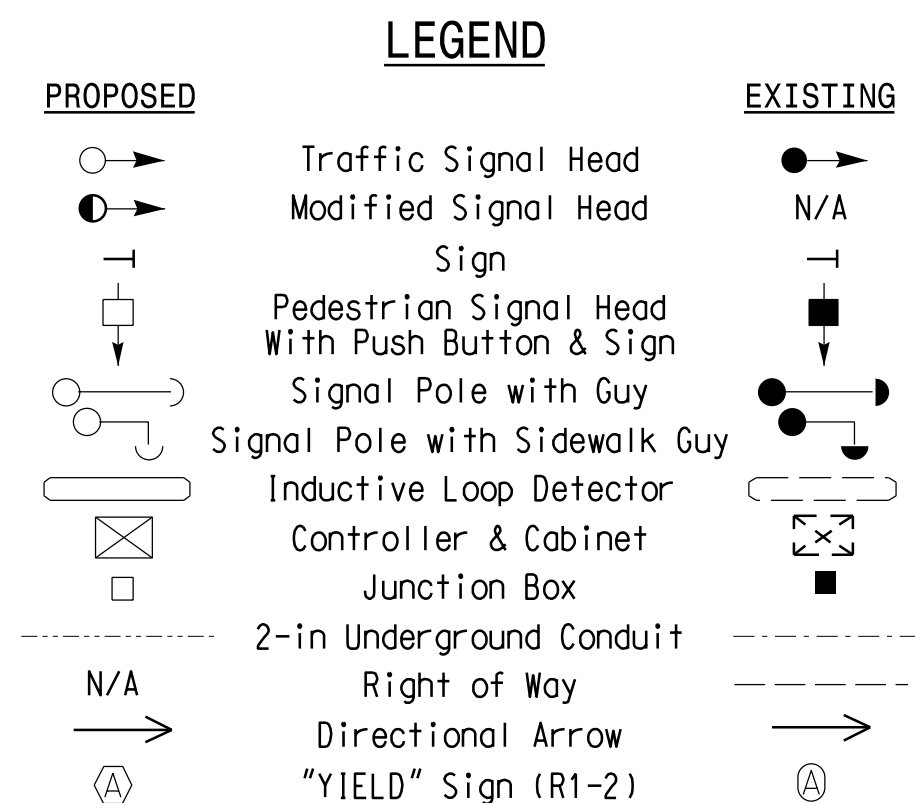 LEGEND
PROPOSED EXISTING
Traffic Signal Head
Modified Signal Head N/A
Sign
Pedestrian Signal Head
With Push Button & Sign
Signal Pole with Guy
Signal Pole with Sidewalk Guy
Inductive Loop Detector
Controller & Cabinet
Junction Box
2-in Underground Conduit
N/A Right of Way
Directional Arrow
A "YIELD" Sign (R1-2) A